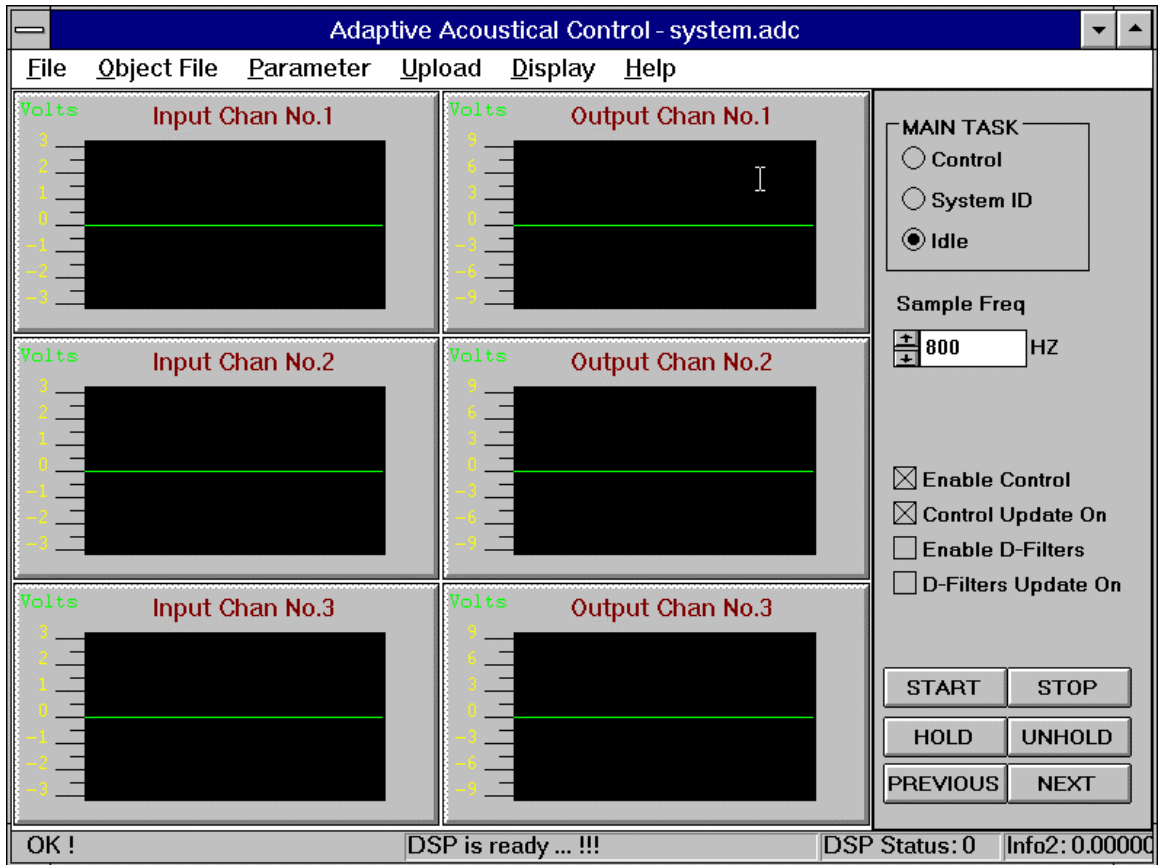 Adaptive Acoustical Control - system.adc
File Object File Parameter Upload Display Help
Volts
Input Chan No.1
3
2
1
0
-1
-2
-3
Volts
Output Chan No.1
9
6
3
0
-3
-6
-9
Volts
Input Chan No.2
3
2
1
0
-1
-2
-3
Volts
Output Chan No.2
9
6
3
0
-3
-6
-9
Volts
Input Chan No.3
3
2
1
0
-1
-2
-3
Volts
Output Chan No.3
9
6
3
0
-3
-6
-9
MAIN TASK
Control
System ID
Idle
Sample Freq
800 HZ
Enable Control
Control Update On
Enable D-Filters
D-Filters Update On
START STOP
HOLD UNHOLD
PREVIOUS NEXT
OK ! DSP is ready ... !!! DSP Status: 0 Info2: 0.00000